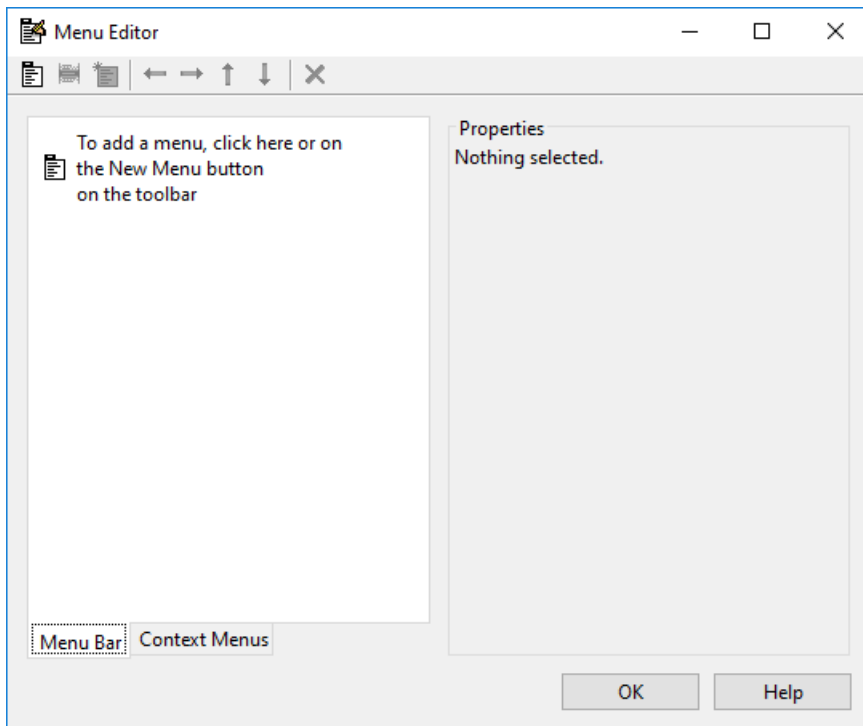 Menu Editor
To add a menu, click here or on
the New Menu button
on the toolbar
Properties
Nothing selected.
Menu Bar
Context Menus
OK
Help